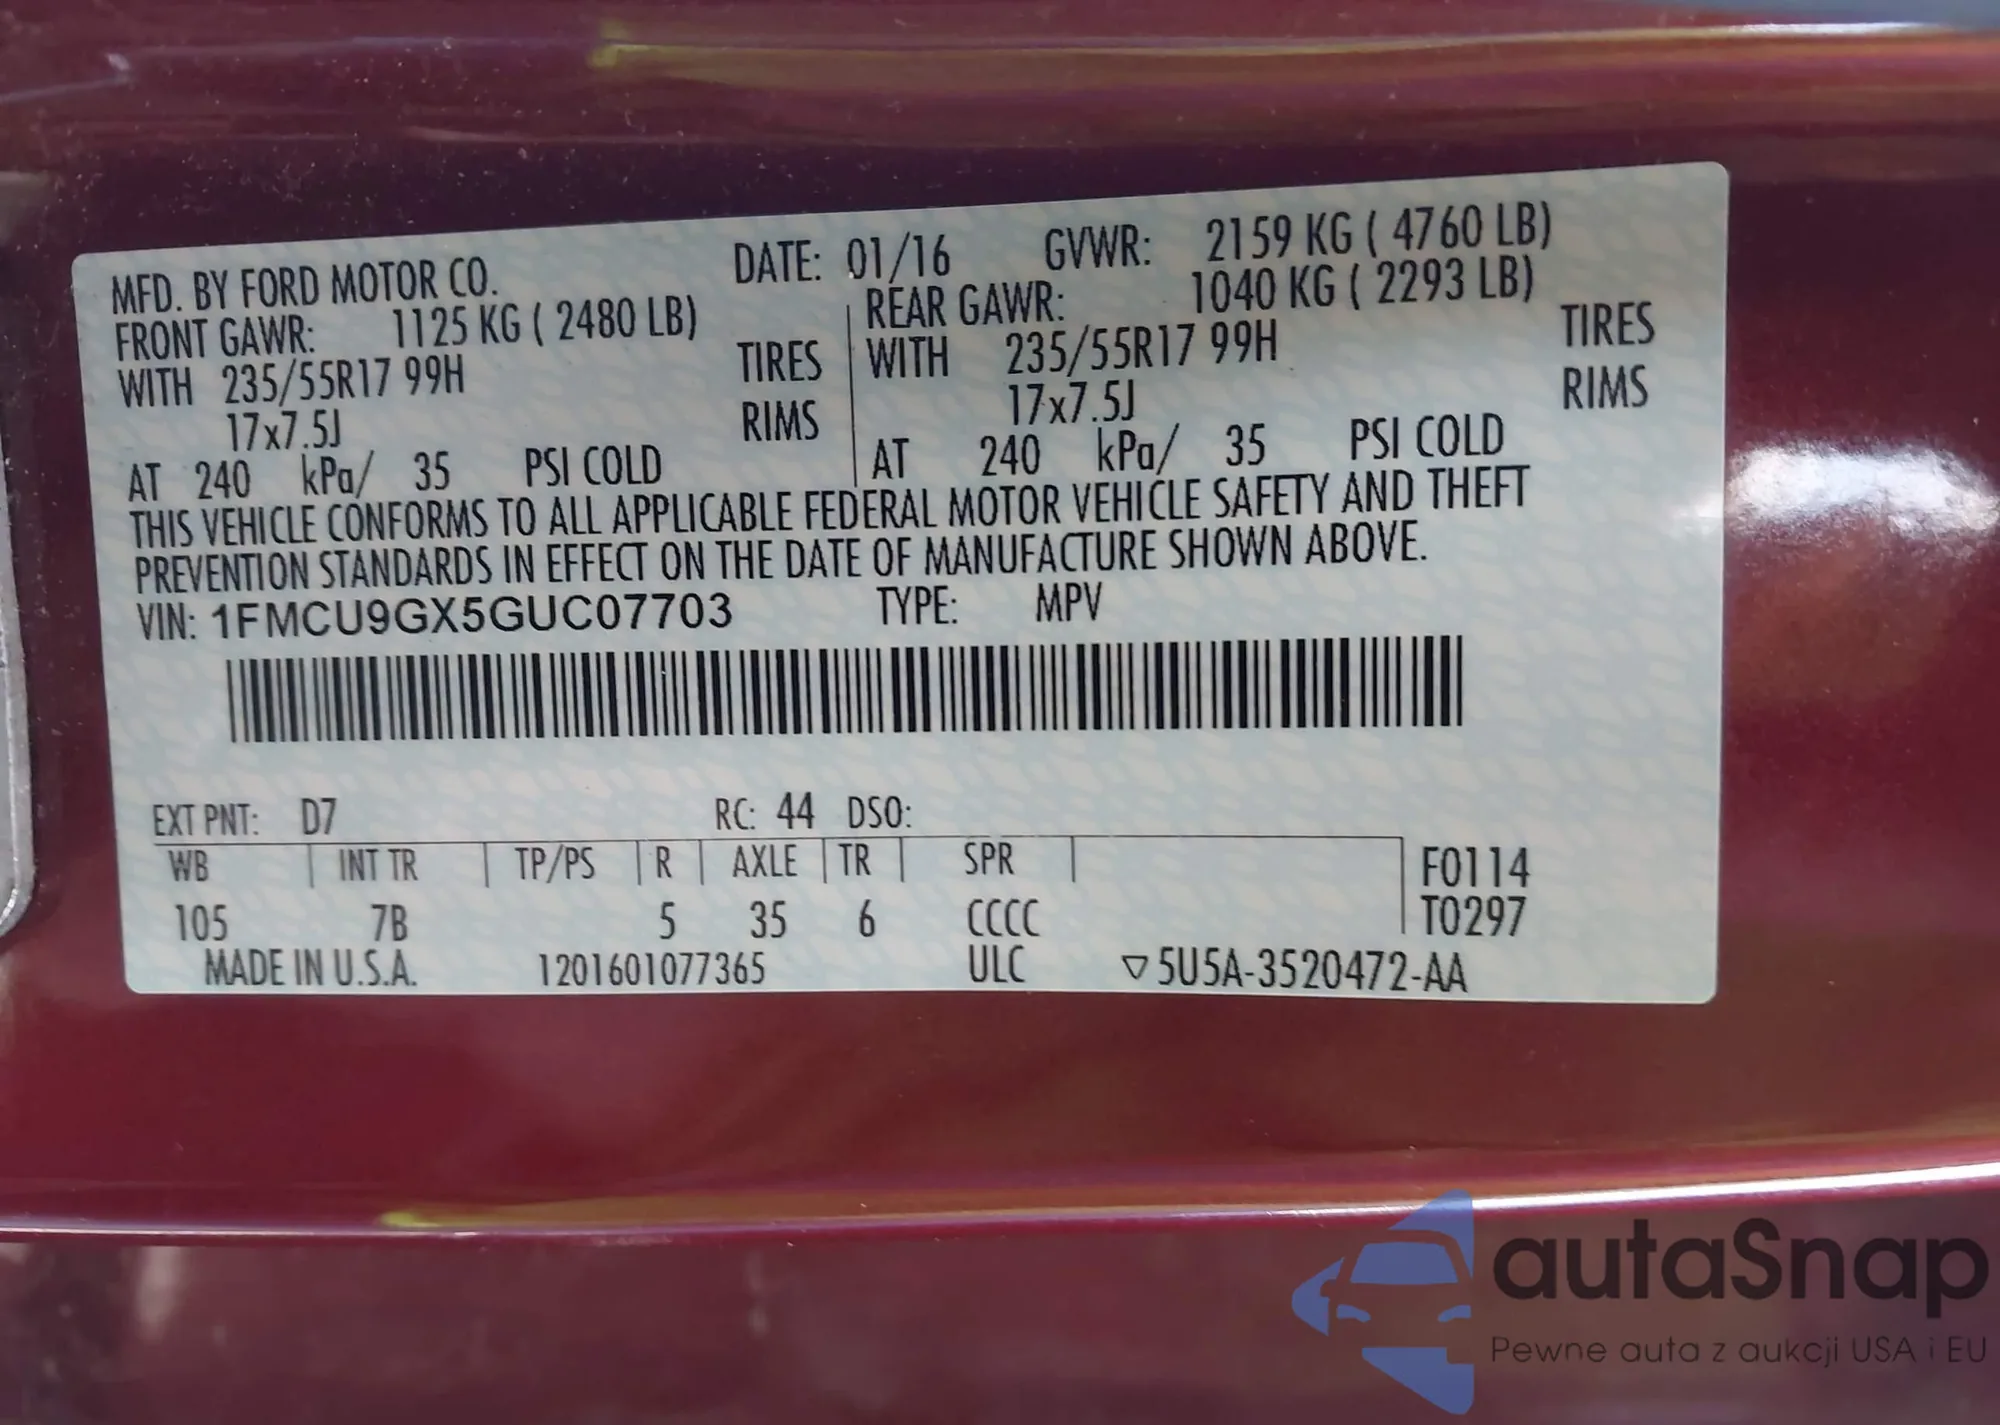 MFD. BY FORD MOTOR CO. DATE: 01/16 GVWR: 2159 KG ( 4760 LB)
FRONT GAWR: 1125 KG ( 2480 LB) REAR GAWR: 1040 KG ( 2293 LB)
WITH 235/55R17 99H TIRES WITH 235/55R17 99H TIRES
17x7.5J RIMS 17x7.5J RIMS
AT 240 kPa/ 35 PSI COLD AT 240 kPa/ 35 PSI COLD
THIS VEHICLE CONFORMS TO ALL APPLICABLE FEDERAL MOTOR VEHICLE SAFETY AND THEFT
PREVENTION STANDARDS IN EFFECT ON THE DATE OF MANUFACTURE SHOWN ABOVE.
VIN: 1FMCU9GX5GUC07703 TYPE: MPV
EXT PNT: D7 RC: 44 DSO:
WB INT TR TP/PS R AXLE TR SPR F0114
105 7B 5 35 6 CCCC T0297
MADE IN U.S.A. 1201601077365 ULC ▽5U5A-3520472-AA
autaSnap
Pewne auta z aukcji USA i EU